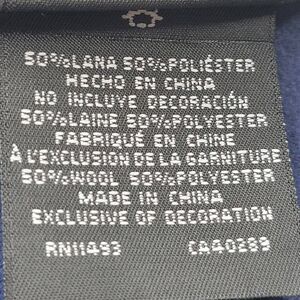 50%LANA 50%POLIÉSTER
HECHO EN CHINA
NO INCLUYE DECORACIÓN
50%LAINE 50%POLYESTER
FABRIQUÉ EN CHINE
À L'EXCLUSION DE LA GARNITURE
50%WOOL 50%POLYESTER
MADE IN CHINA
EXCLUSIVE OF DECORATION
RN11493 CA40289